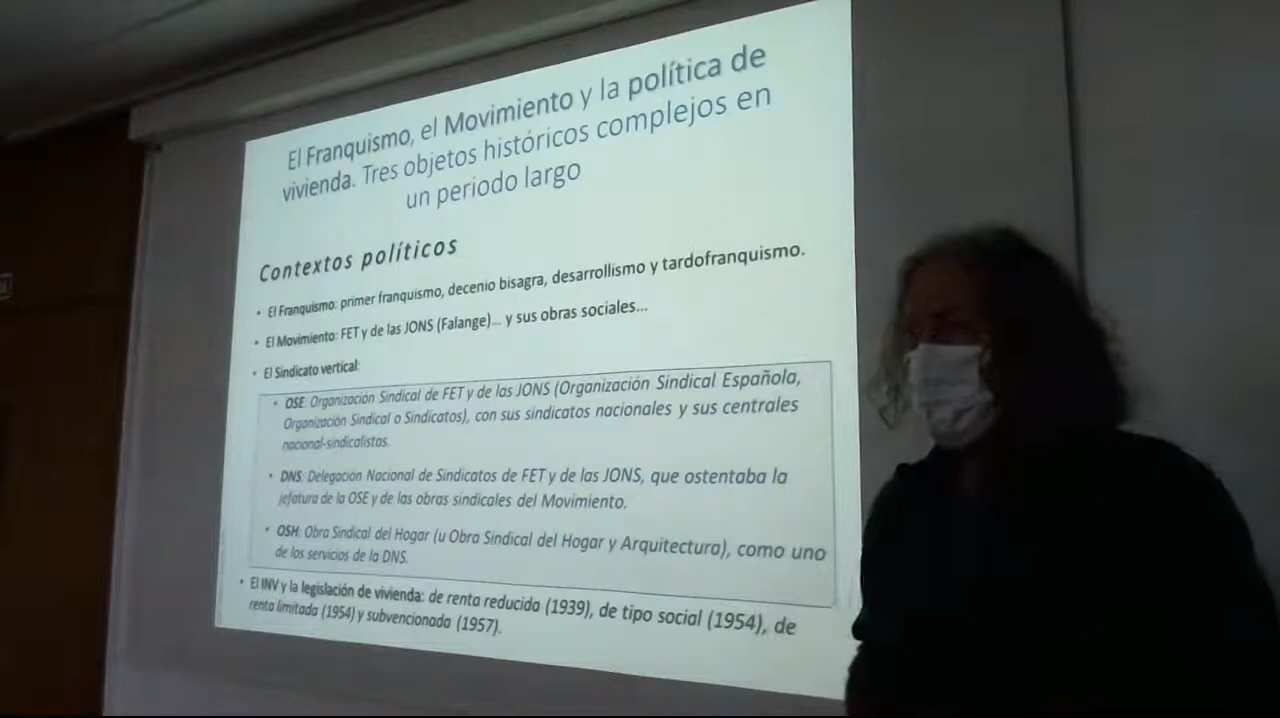 El Franquismo, el Movimiento y la política de
vivienda. Tres objetos históricos complejos en
un periodo largo
Contextos políticos
• El Franquismo: primer franquismo, decenio bisagra, desarrollismo y tardofranquismo.
• El Movimiento: FET y de las JONS (Falange)... y sus obras sociales...
• El Sindicato vertical:
• OSE: Organización Sindical de FET y de las JONS (Organización Sindical Española,
Organización Sindical o Sindicatos), con sus sindicatos nacionales y sus centrales
nacional-sindicalistas.
• DNS: Delegación Nacional de Sindicatos de FET y de las JONS, que ostentaba la
jefatura de la OSE y de las obras sindicales del Movimiento.
• OSH: Obra Sindical del Hogar (u Obra Sindical del Hogar y Arquitectura), como uno
de los servicios de la DNS.
• El INV y la legislación de vivienda: de renta reducida (1939), de tipo social (1954), de
renta limitada (1954) y subvencionada (1957).